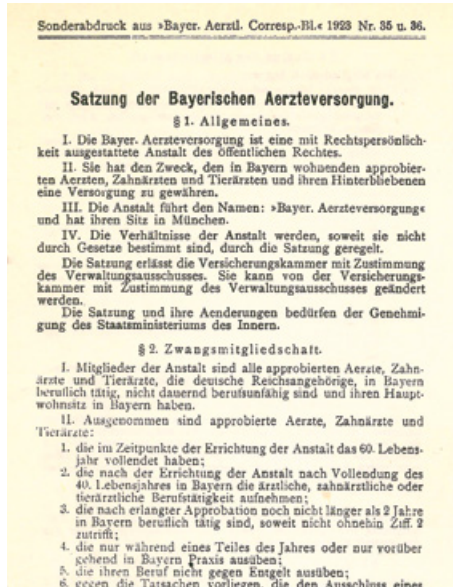 Sonderabdruck aus »Bayer. Aerztl. Corresp.-Bl.« 1923 Nr. 35 u. 36.
Satzung der Bayerischen Aerzteversorgung.
§ 1. Allgemeines.
I. Die Bayer. Aerzteversorgung ist eine mit Rechtspersönlich-
keit ausgestattete Anstalt des öffentlichen Rechtes.
II. Sie hat den Zweck, den in Bayern wohnenden approbier-
ten Aerzten, Zahnärzten und Tierärzten und ihren Hinterbliebenen
eine Versorgung zu gewähren.
III. Die Anstalt führt den Namen: »Bayer. Aerzteversorgung«
und hat ihren Sitz in München.
IV. Die Verhältnisse der Anstalt werden, soweit sie nicht
durch Gesetze bestimmt sind, durch die Satzung geregelt.
Die Satzung erlässt die Versicherungskammer mit Zustimmung
des Verwaltungsausschusses. Sie kann von der Versicherungs-
kammer mit Zustimmung des Verwaltungsausschusses geändert
werden.
Die Satzung und ihre Aenderungen bedürfen der Genehmi-
gung des Staatsministeriums des Innern.
§ 2. Zwangsmitgliedschaft.
I. Mitglieder der Anstalt sind alle approbierten Aerzte, Zahn-
ärzte und Tierärzte, die deutsche Reichsangehörige, in Bayern
beruflich tätig, nicht dauernd berufsunfähig sind und ihren Haupt-
wohnsitz in Bayern haben.
II. Ausgenommen sind approbierte Aerzte, Zahnärzte und
Tierärzte:
1. die im Zeitpunkte der Errichtung der Anstalt das 60. Lebens-
jahr vollendet haben;
2. die nach der Errichtung der Anstalt nach Vollendung des
40. Lebensjahres in Bayern die ärztliche, zahnärztliche oder
tierärztliche Berufstätigkeit aufnehmen;
3. die nach erlangter Approbation noch nicht länger als 2 Jahre
in Bayern beruflich tätig sind, soweit nicht ohnehin Ziff. 2
zutrifft;
4. die nur während eines Teiles des Jahres oder nur vorüber
gehend in Bayern Praxis ausüben;
5. die ihren Beruf nicht gegen Entgelt ausüben;
6. gegen die Tatsachen vorliegen, die den Ausschluss eines